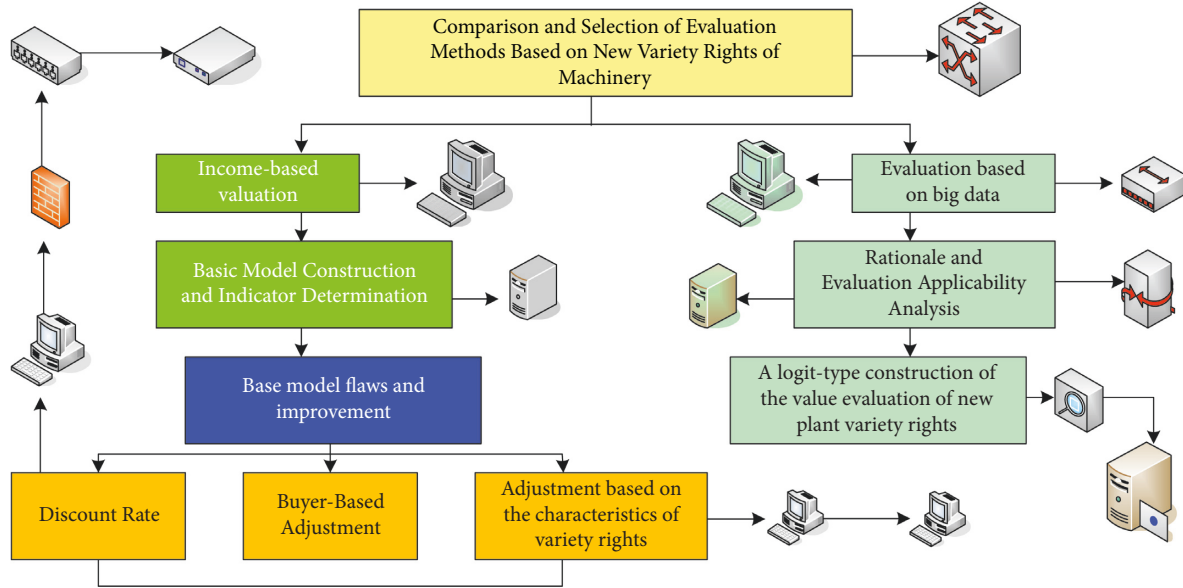 Comparison and Selection of Evaluation
Methods Based on New Variety Rights of
Machinery
Income-based
valuation
Evaluation based
on big data
Basic Model Construction
and Indicator Determination
Rationale and
Evaluation Applicability
Analysis
Base model flaws and
improvement
A logit-type construction of
the value evaluation of new
plant variety rights
Discount Rate
Buyer-Based
Adjustment
Adjustment based on
the characteristics of
variety rights